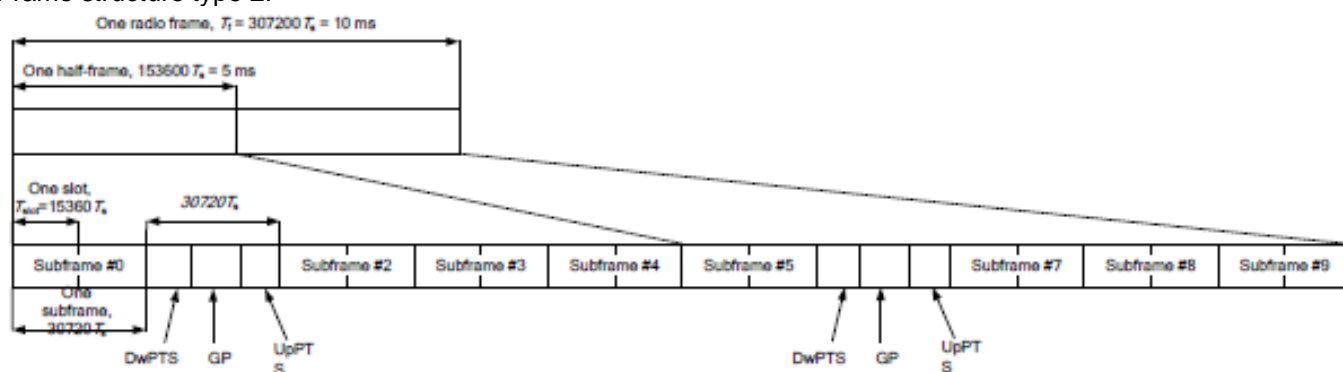 rame structure type 2.
One radio frame, Tf = 307200 Ts = 10 ms
One half-frame, 153600 Ts = 5 ms
One slot,
Tslot=15360 Ts
30720Ts
Subframe #0
Subframe #2
Subframe #3
Subframe #4
Subframe #5
Subframe #7
Subframe #8
Subframe #9
One
subframe,
30720 Ts
DwPTS
GP
UpPT
S
DwPTS
GP
UpPT
S